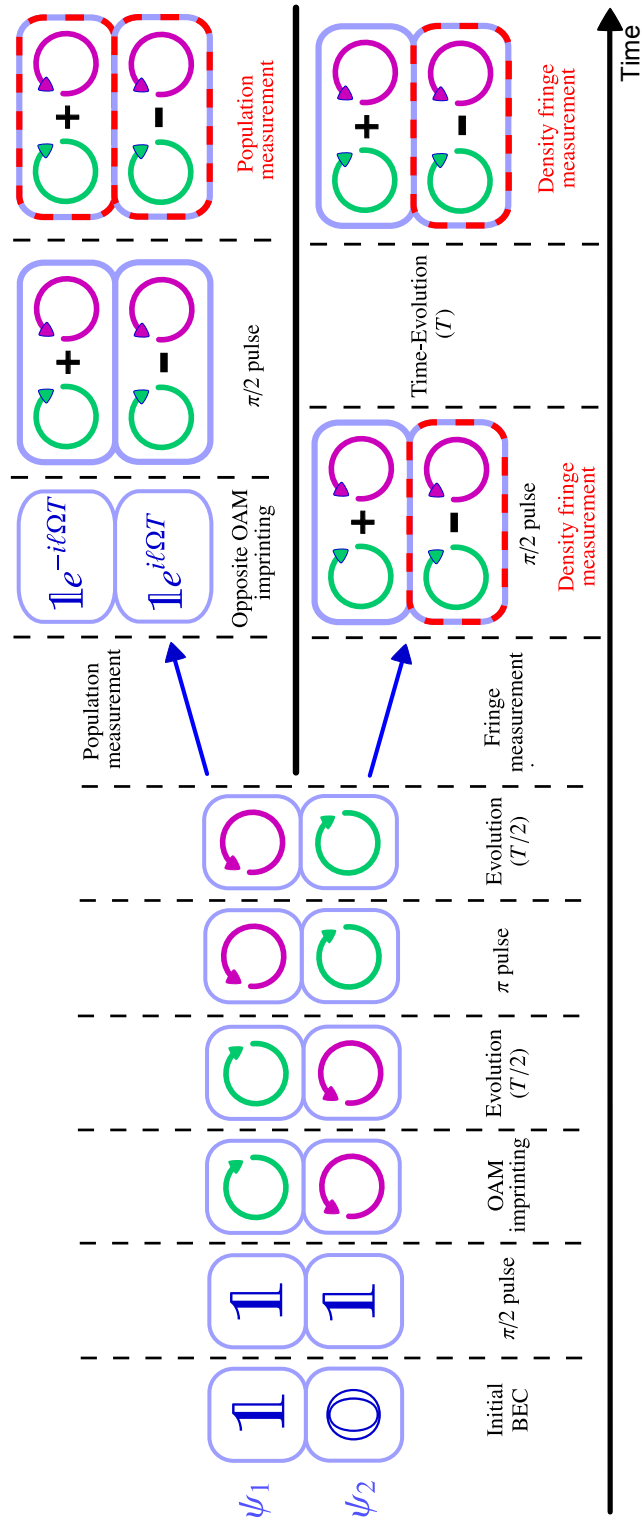 ψ₁
ψ₂
𝟙
𝟘
Initial
BEC
𝟙
𝟙
π/2 pulse
OAM
imprinting
Evolution
(T/2)
π pulse
Evolution
(T/2)
Population
measurement
𝟙e^{-iℓΩT}
𝟙e^{iℓΩT}
Opposite OAM
imprinting
+
-
π/2 pulse
+
-
Population
measurement
Fringe
measurement
.
+
-
π/2 pulse
Density fringe
measurement
Time-Evolution
(T)
+
-
Density fringe
measurement
Time